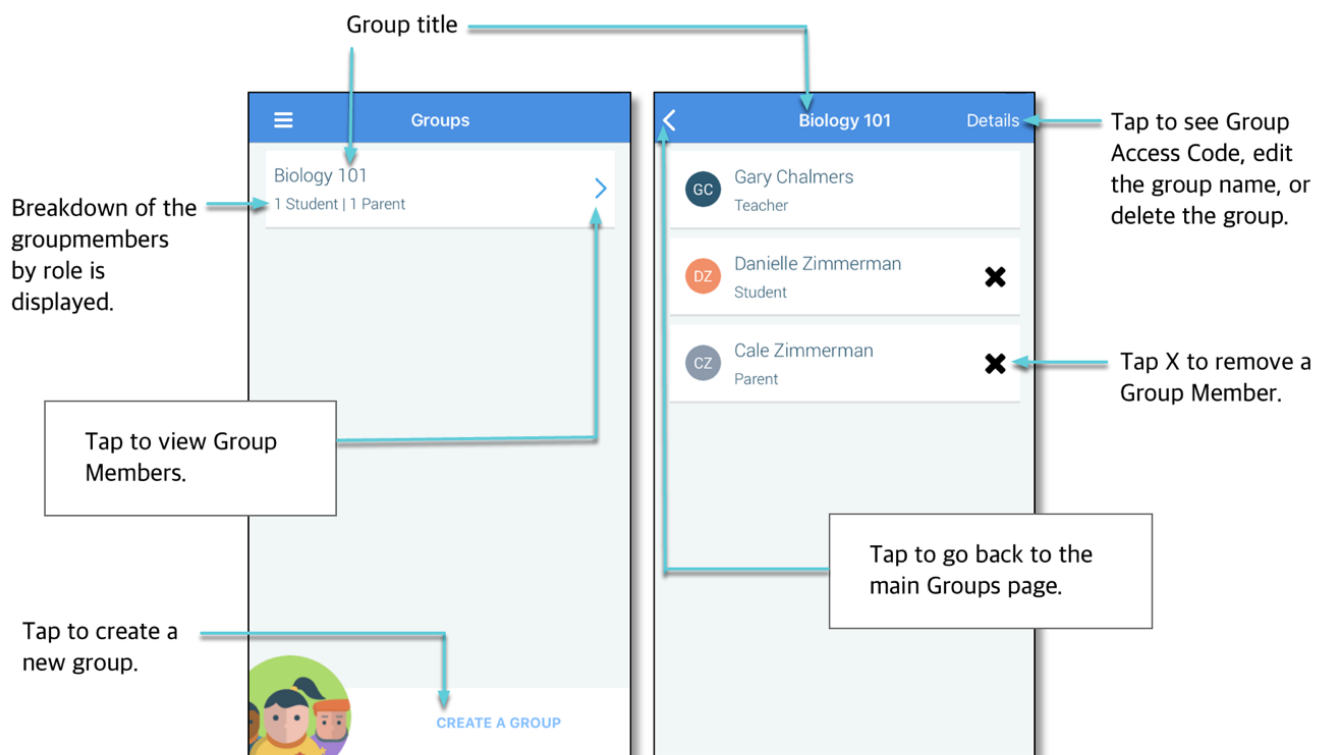 Group title
Groups
Biology 101
1 Student | 1 Parent
Breakdown of the
groupmembers
by role is
displayed.
Tap to view Group
Members.
Tap to create a
new group.
CREATE A GROUP
Biology 101
Details
GC
Gary Chalmers
Teacher
DZ
Danielle Zimmerman
Student
CZ
Cale Zimmerman
Parent
Tap to see Group
Access Code, edit
the group name, or
delete the group.
Tap X to remove a
Group Member.
Tap to go back to the
main Groups page.